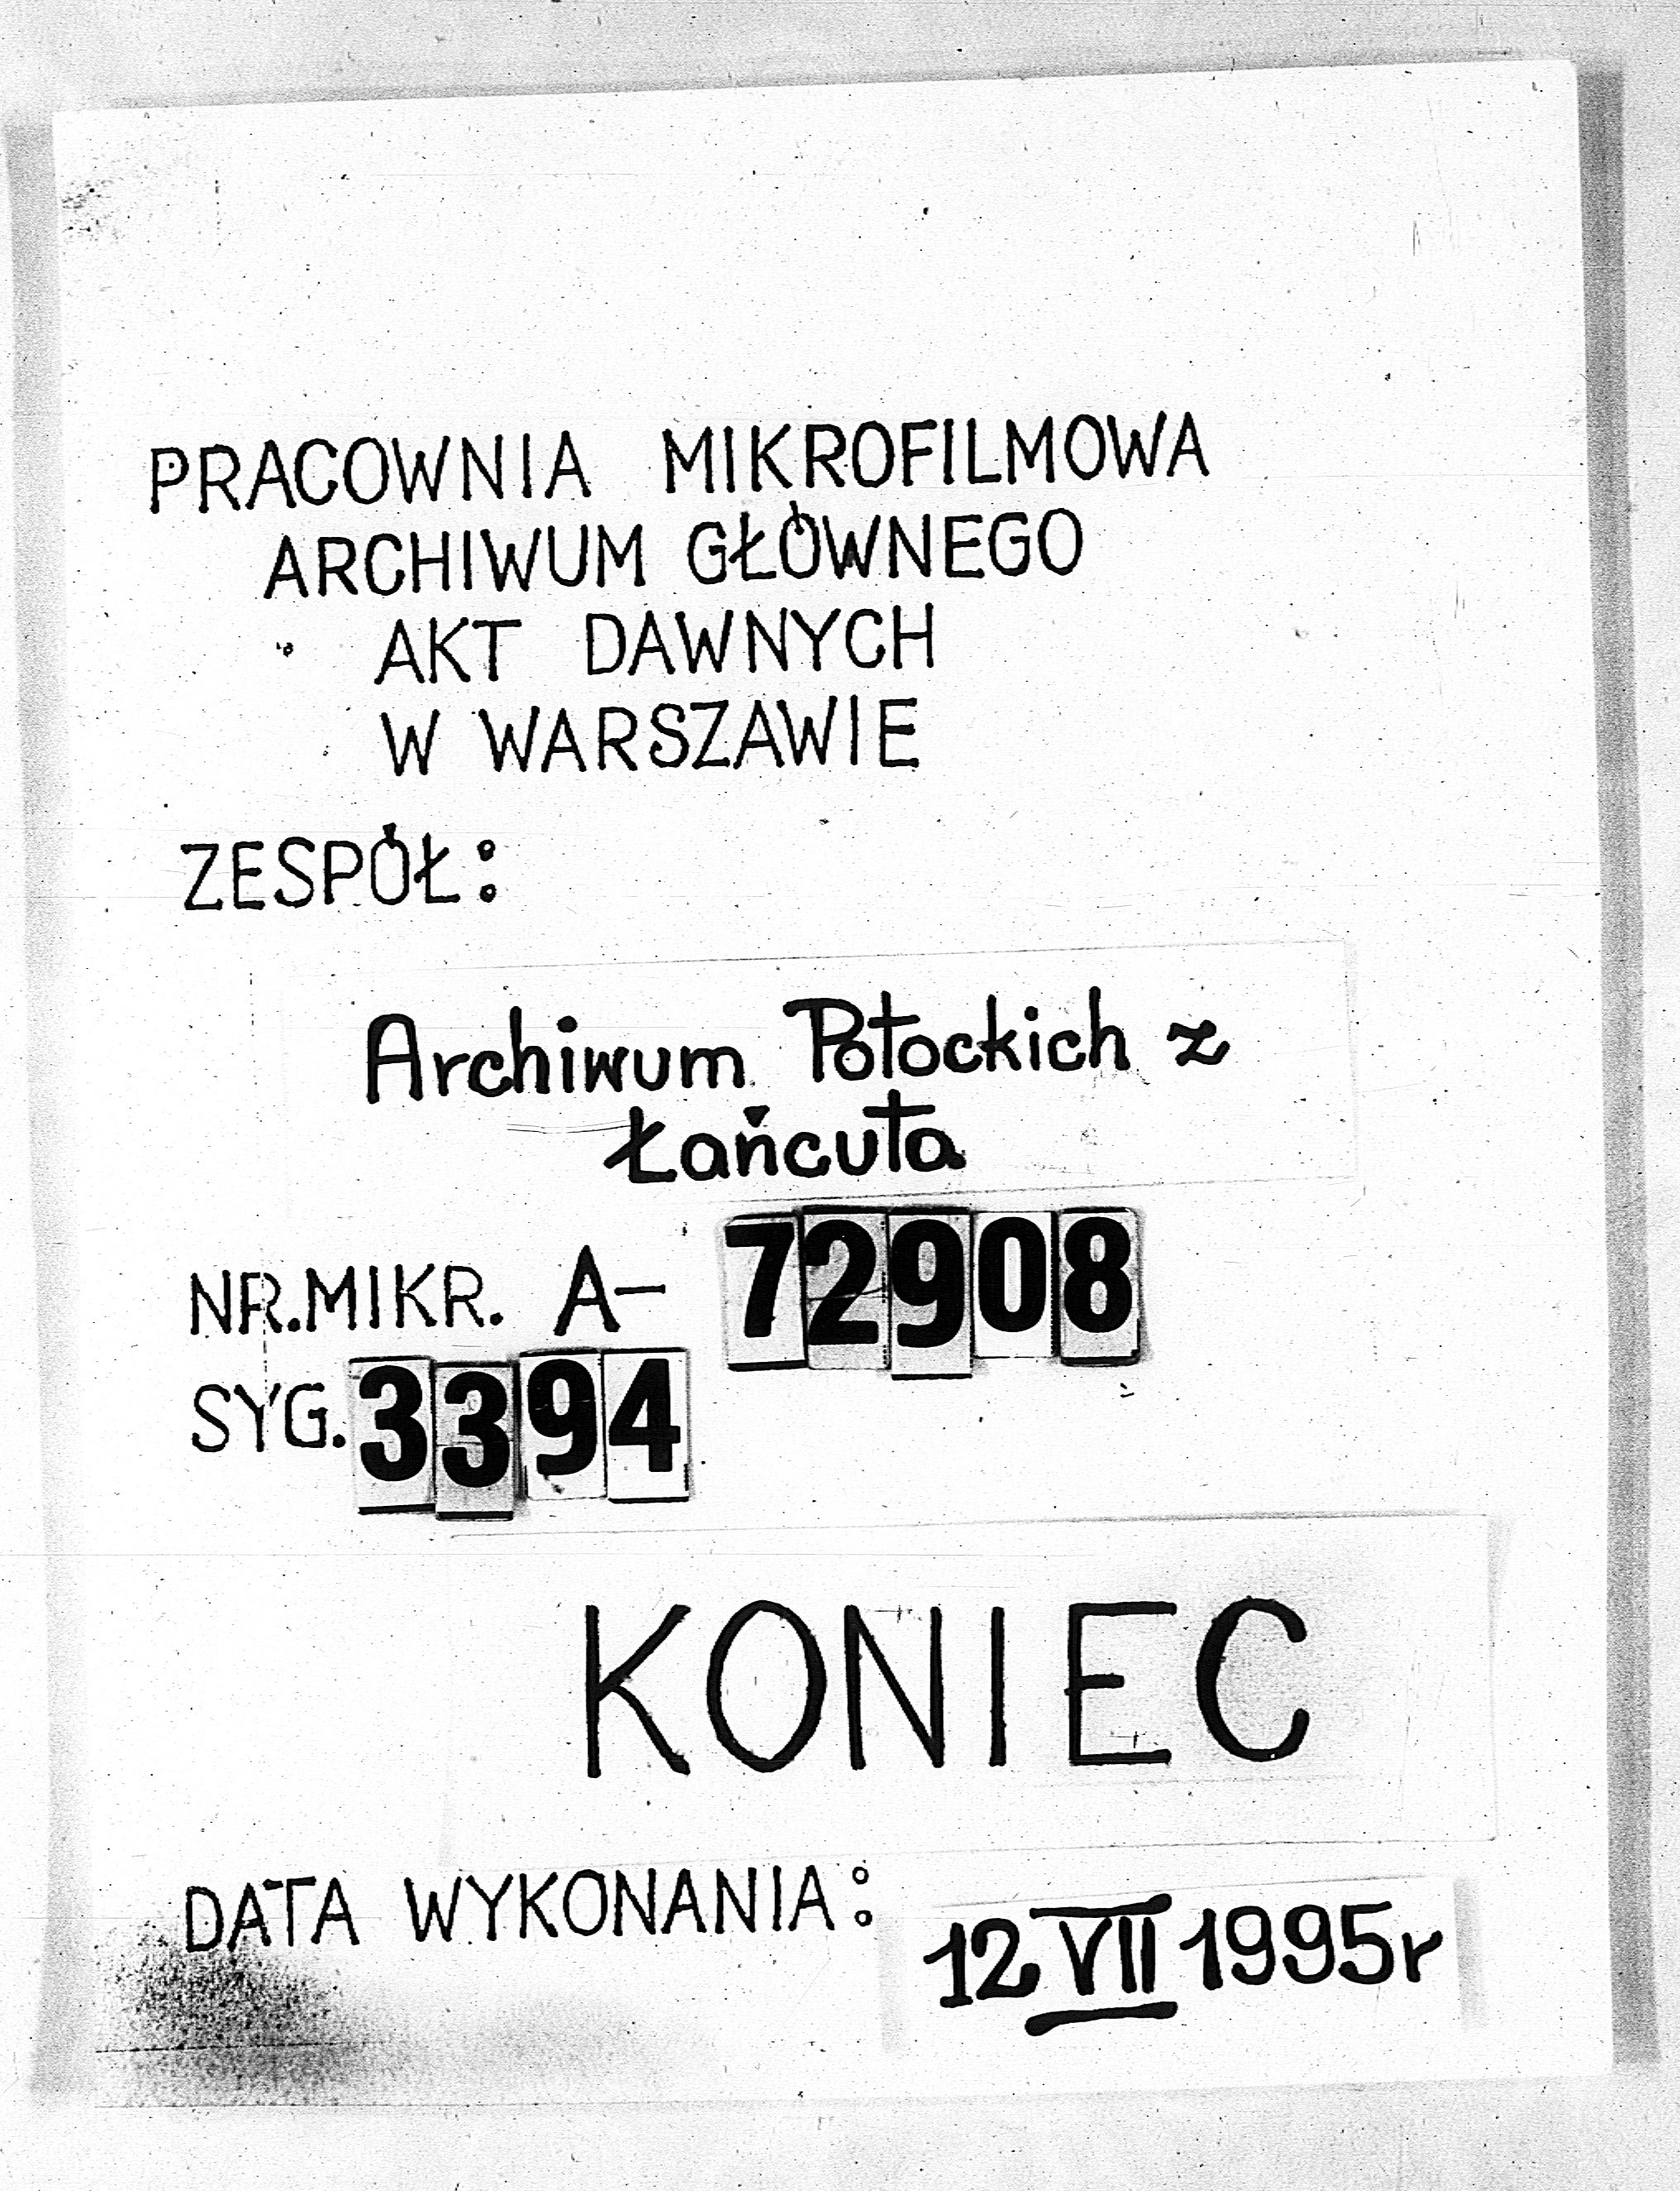 PRACOWNIA MIKROFILMOWA
ARCHIWUM GŁÓWNEGO
AKT DAWNYCH
W WARSZAWIE
ZESPÓŁ:
Archiwum Potockich z
Łańcuta
NR.MIKR. A- 72908
SYG. 3394
KONIEC
DATA WYKONANIA: 12 VII 1995r